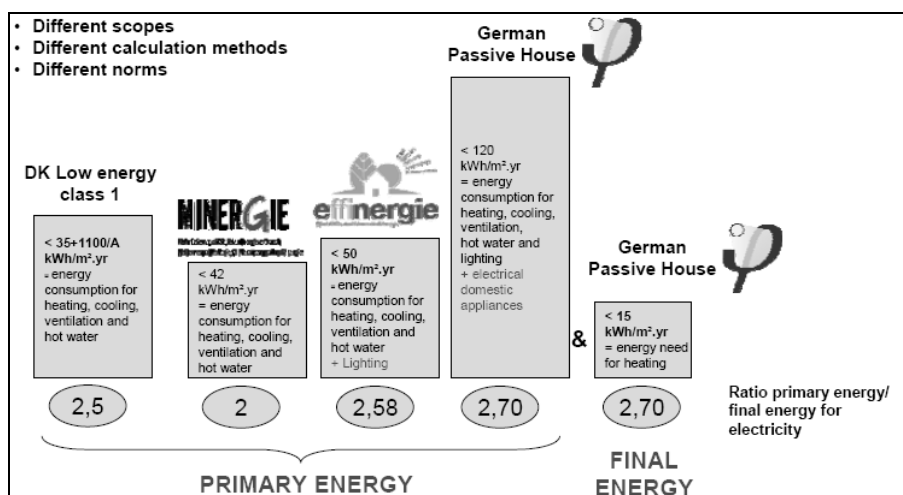 • Different scopes
• Different calculation methods
• Different norms
German
Passive House
DK Low energy
class 1
< 35+1100/A
kWh/m².yr
= energy
consumption for
heating, cooling,
ventilation and
hot water
MINERGIE
< 42
kWh/m².yr
= energy
consumption for
heating, cooling,
ventilation and
hot water
effinergie
< 50
kWh/m².yr
= energy
consumption for
heating, cooling,
ventilation and
hot water
+ Lighting
< 120
kWh/m².yr
= energy
consumption for
heating, cooling,
ventilation,
hot water and
lighting
+ electrical
domestic
appliances
&
German
Passive House
< 15
kWh/m².yr
= energy need
for heating
2,5
2
2,58
2,70
2,70
Ratio primary energy/
final energy for
electricity
PRIMARY ENERGY
FINAL
ENERGY